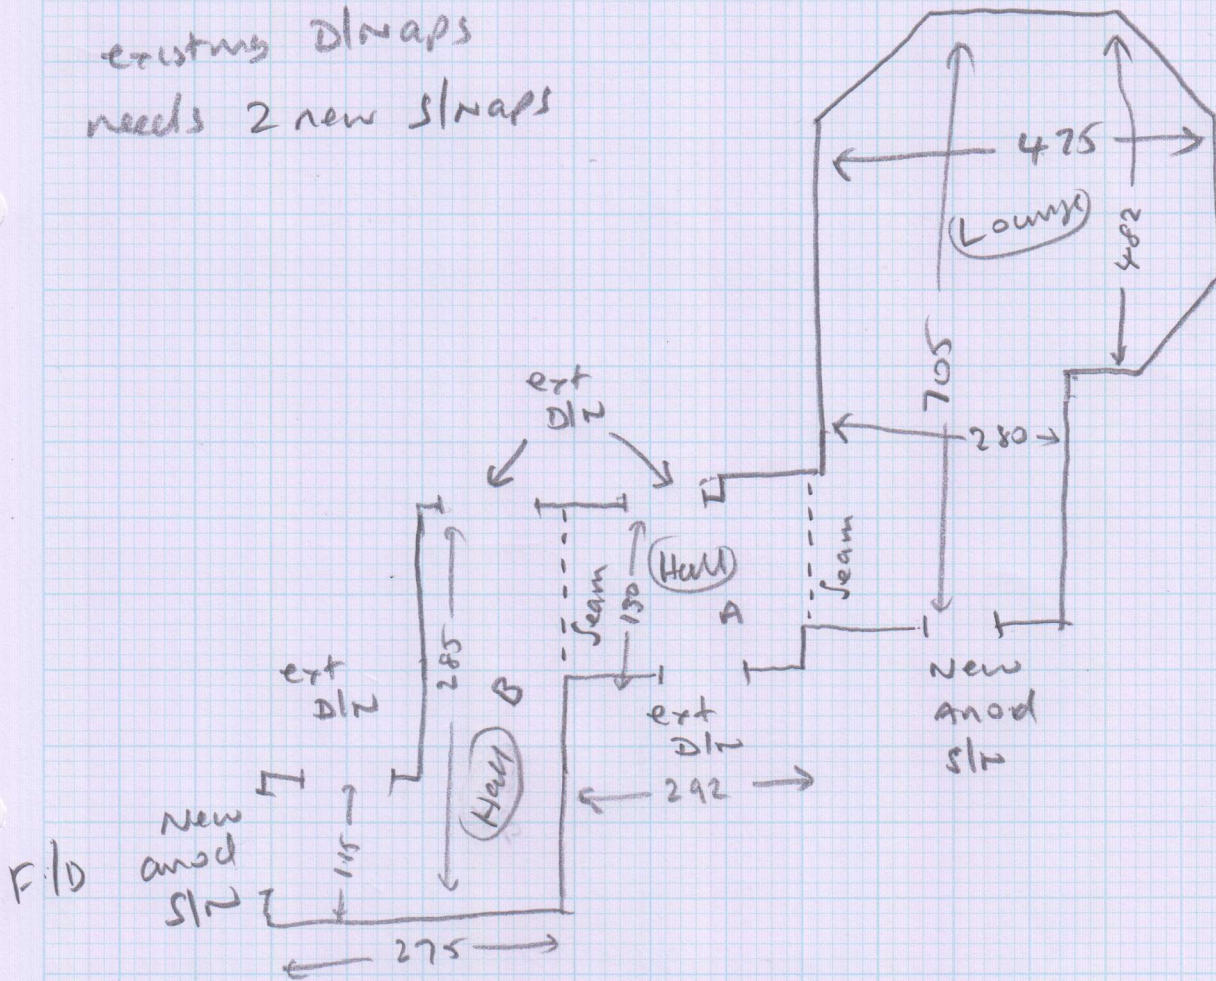 existing D/Naps
needs 2 new S/Naps
475
Lounge
482
705
280
ext
D/N
Hall
A
Seam
Seam
190
New
Anod
S/N
ext
D/N
285
B
Hall
ext
D/N
292
New
anod
S/N
F/D
115
275